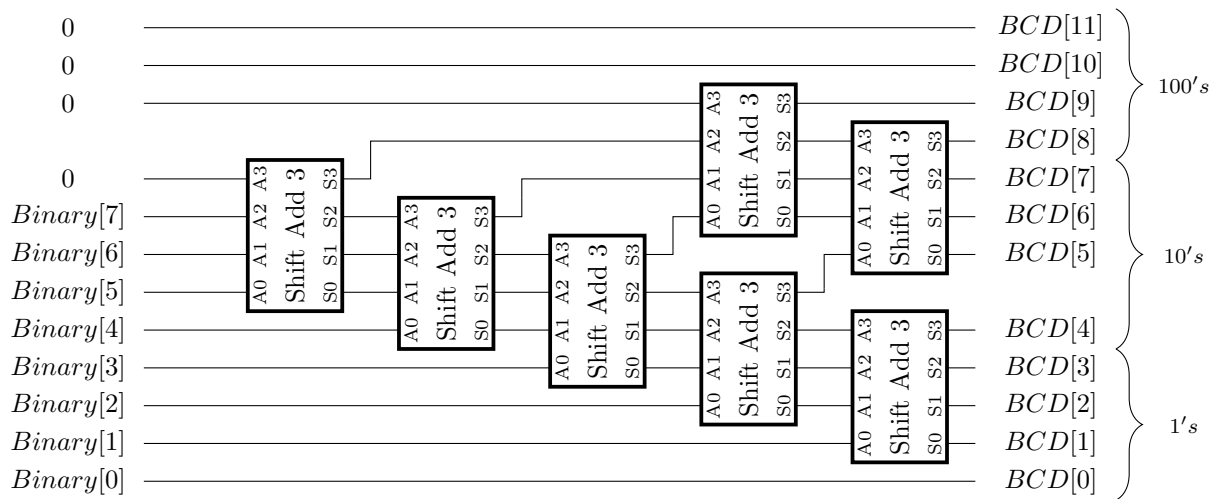 0
0
0
0
Binary[7]
Binary[6]
Binary[5]
Binary[4]
Binary[3]
Binary[2]
Binary[1]
Binary[0]
A3
A2
A1
A0
Shift Add 3
S3
S2
S1
S0
A3
A2
A1
A0
Shift Add 3
S3
S2
S1
S0
A3
A2
A1
A0
Shift Add 3
S3
S2
S1
S0
A3
A2
A1
A0
Shift Add 3
S3
S2
S1
S0
A3
A2
A1
A0
Shift Add 3
S3
S2
S1
S0
A3
A2
A1
A0
Shift Add 3
S3
S2
S1
S0
A3
A2
A1
A0
Shift Add 3
S3
S2
S1
S0
BCD[11]
BCD[10]
BCD[9]
BCD[8]
BCD[7]
BCD[6]
BCD[5]
BCD[4]
BCD[3]
BCD[2]
BCD[1]
BCD[0]
100's
10's
1's